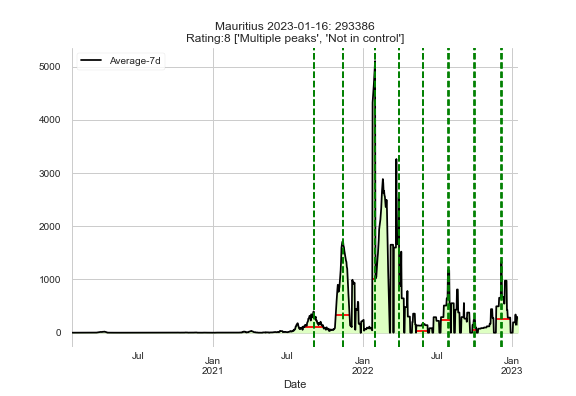 Mauritius 2023-01-16: 293386
Rating:8 ['Multiple peaks', 'Not in control']
Average-7d
5000
4000
3000
2000
1000
0
Jul
Jan
2021
Jul
Jan
2022
Jul
Jan
2023
Date